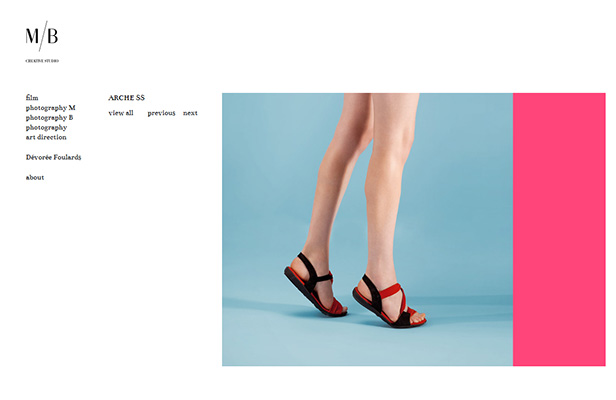 M/B
CREATIVE STUDIO
film
photography M
photography B
photography
art direction
Dévorée Foulards
about
ARCHE SS
view all previous next